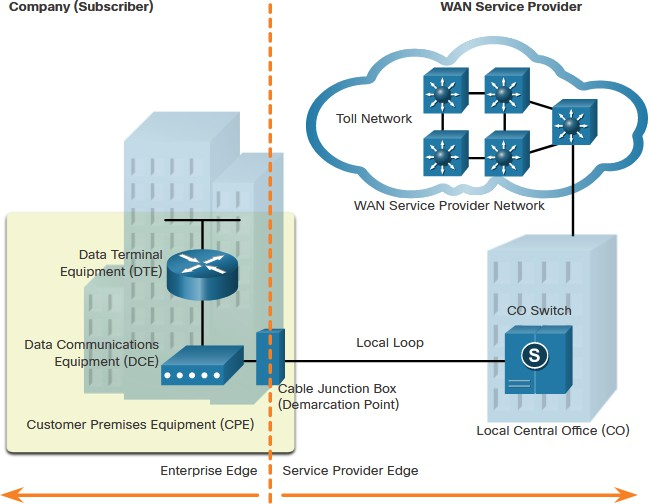 Company (Subscriber)
WAN Service Provider
Toll Network
WAN Service Provider Network
Data Terminal
Equipment (DTE)
CO Switch
S
Data Communications
Equipment (DCE)
Local Loop
Cable Junction Box
(Demarcation Point)
Customer Premises Equipment (CPE)
Local Central Office (CO)
Enterprise Edge
Service Provider Edge